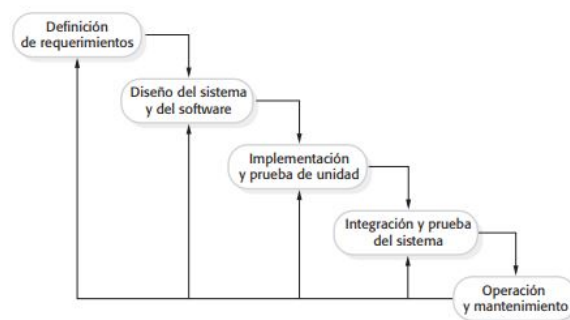 Definición
de requerimientos
Diseño del sistema
y del software
Implementación
y prueba de unidad
Integración y prueba
del sistema
Operación
y mantenimiento